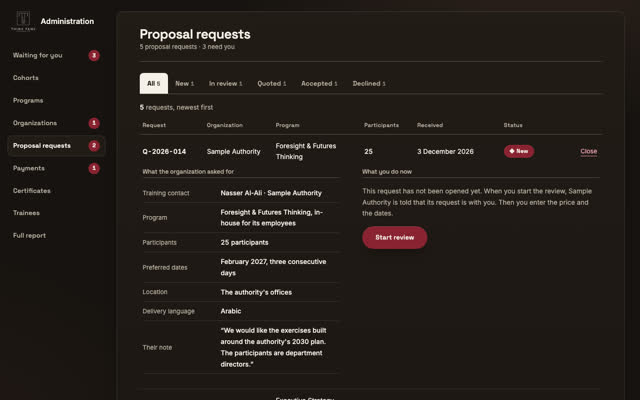 THINK FEWS
Administration
Waiting for you 3
Cohorts
Programs
Organizations 1
Proposal requests 2
Payments 1
Certificates
Trainees
Full report
Proposal requests
5 proposal requests · 3 need you
All 5 New 1 In review 1 Quoted 1 Accepted 1 Declined 1
5 requests, newest first
Request Organization Program Participants Received Status
Q-2026-014 Sample Authority Foresight & Futures Thinking 25 3 December 2026 New Close
What the organization asked for
Training contact Nasser Al-Ali · Sample Authority
Program Foresight & Futures Thinking, in-
house for its employees
Participants 25 participants
Preferred dates February 2027, three consecutive
days
Location The authority's offices
Delivery language Arabic
Their note "We would like the exercises built
around the authority's 2030 plan.
The participants are department
directors."
What you do now
This request has not been opened yet. When you start the review, Sample
Authority is told that its request is with you. Then you enter the price and
the dates.
Start review
Executive Strategy